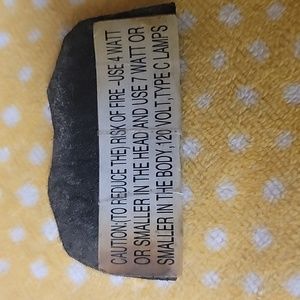 CAUTION:(TO REDUCE THE) RISK OF FIRE -USE 4 WATT
OR SMALLER IN THE HEAD AND USE 7 WATT OR
SMALLER IN THE BODY,120 VOLT,TYPE C LAMPS